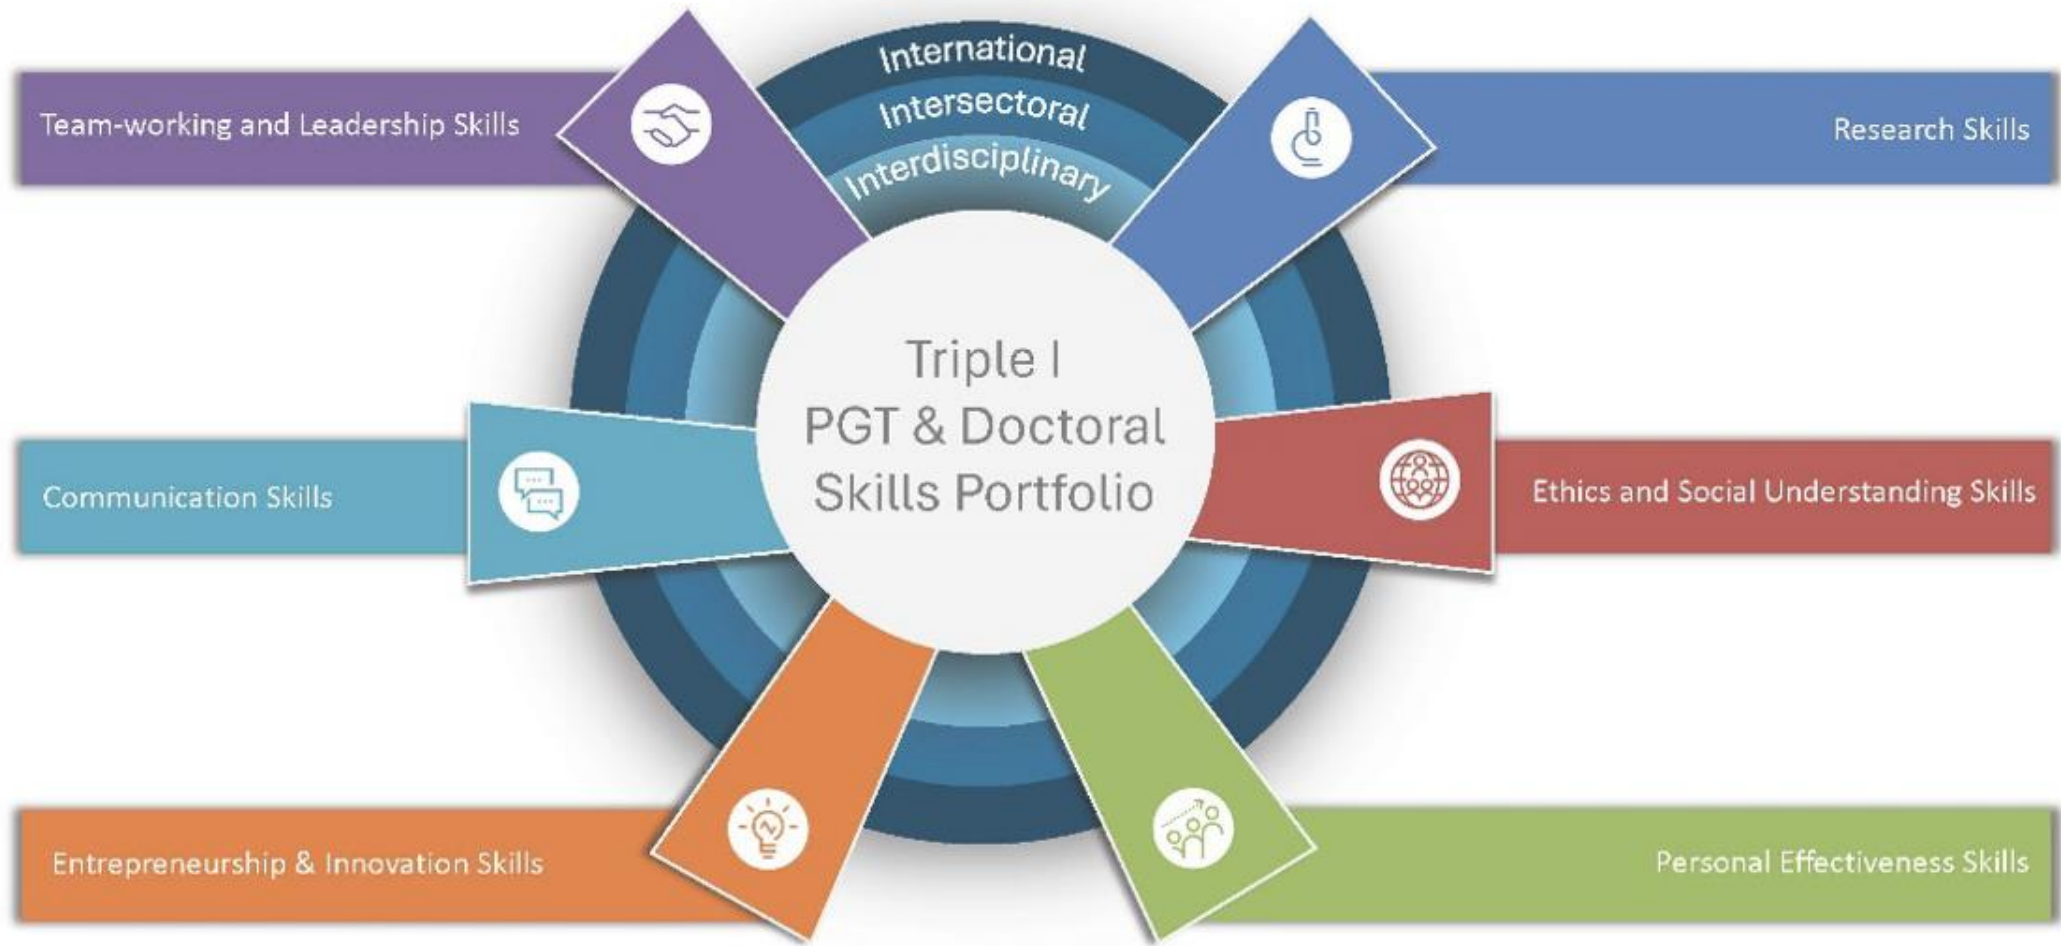 International
Intersectoral
Interdisciplinary
Team-working and Leadership Skills
Research Skills
Triple I
PGT & Doctoral
Skills Portfolio
Communication Skills
Ethics and Social Understanding Skills
Entrepreneurship & Innovation Skills
Personal Effectiveness Skills